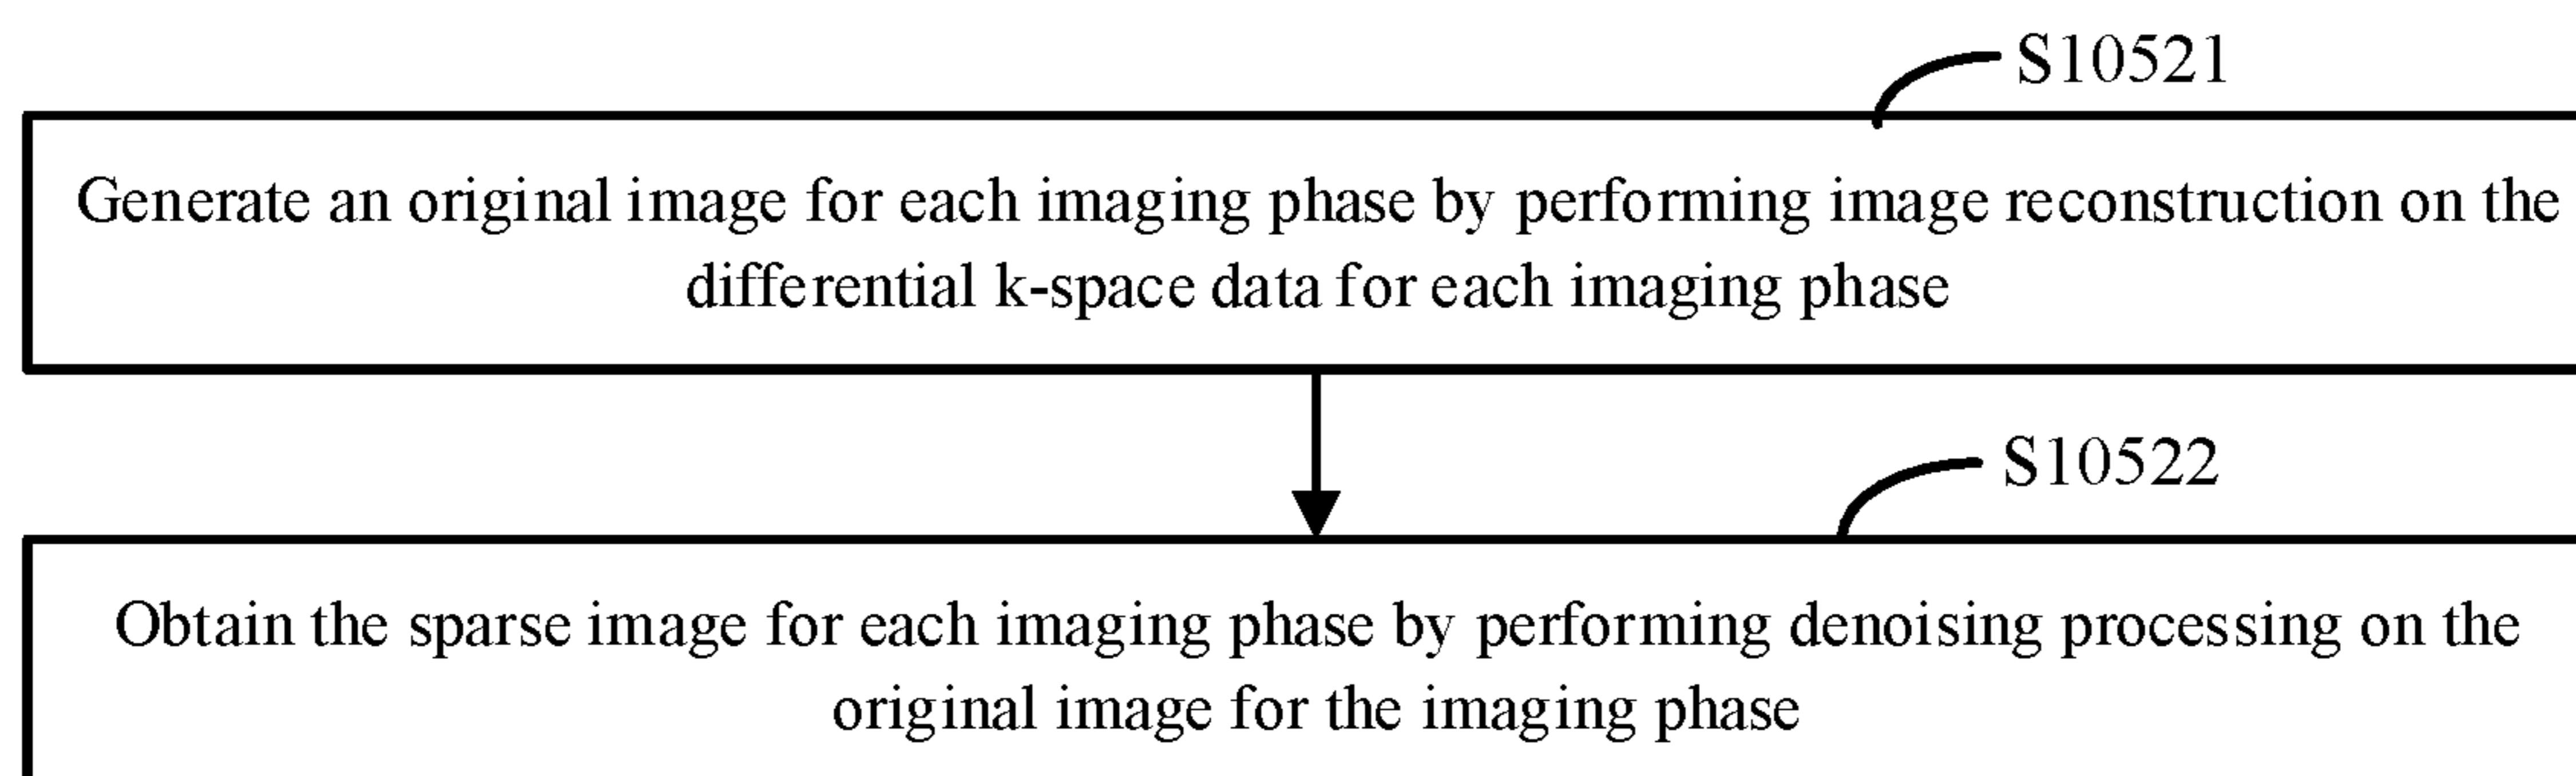 S10521
Generate an original image for each imaging phase by performing image reconstruction on the
differential k-space data for each imaging phase
S10522
Obtain the sparse image for each imaging phase by performing denoising processing on the
original image for the imaging phase